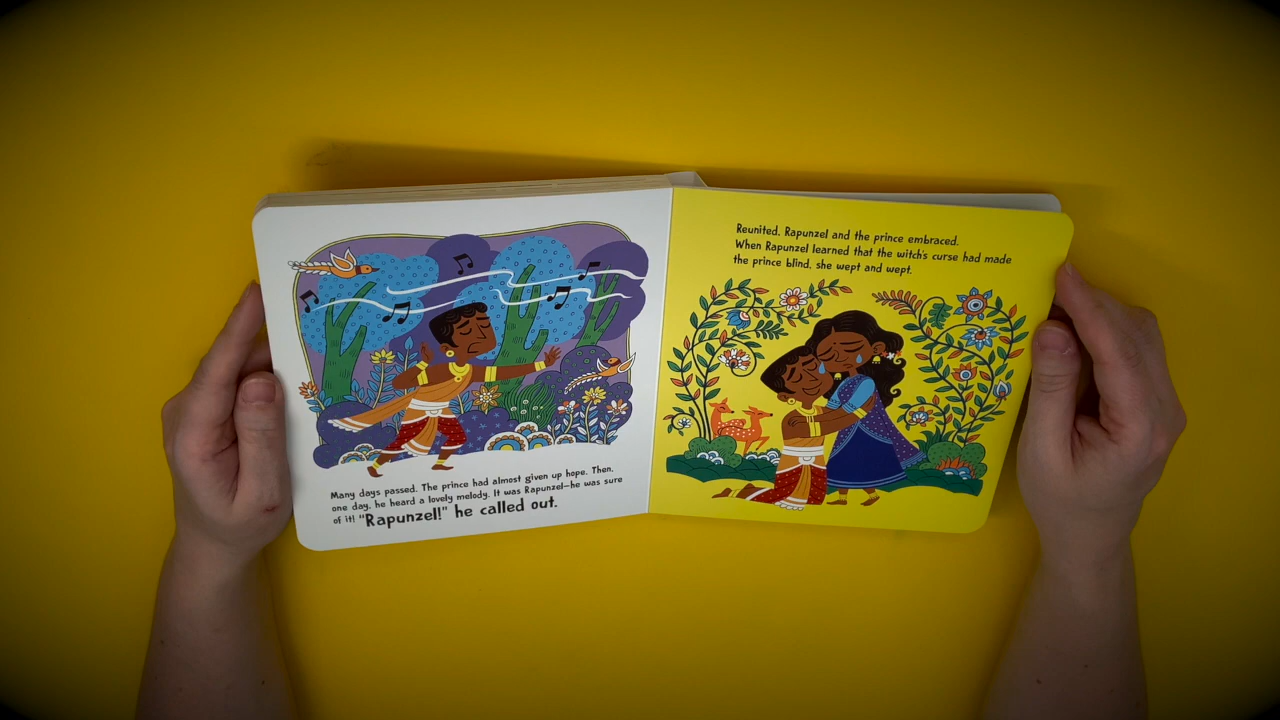 Many days passed. The prince had almost given up hope. Then,
one day, he heard a lovely melody. It was Rapunzel—he was sure
of it! "Rapunzel!" he called out.
Reunited, Rapunzel and the prince embraced.
When Rapunzel learned that the witch's curse had made
the prince blind, she wept and wept.